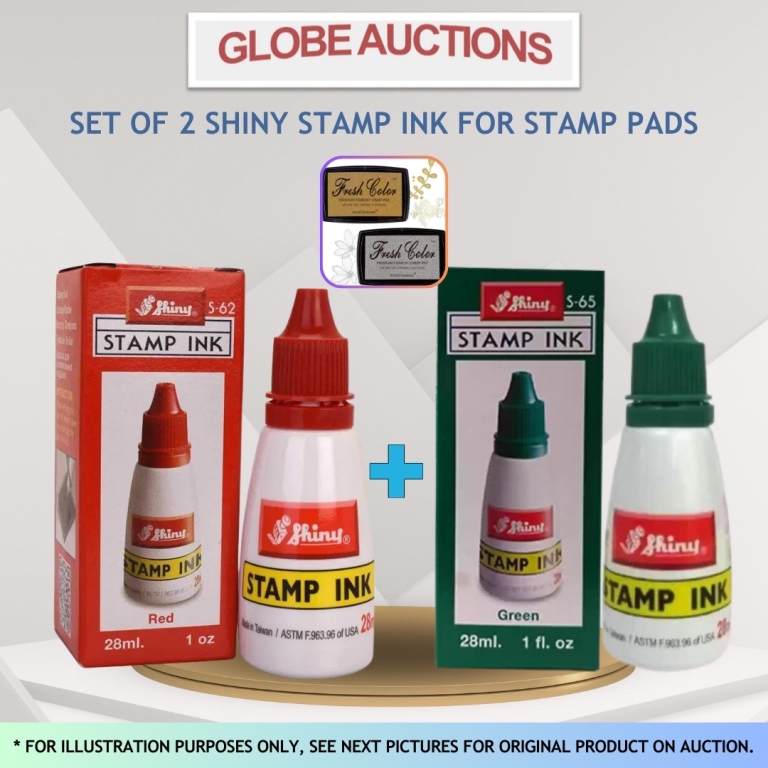 GLOBE AUCTIONS
SET OF 2 SHINY STAMP INK FOR STAMP PADS
Fresh Color
Fresh Color
Shiny
S-62
STAMP INK
Shiny
STAMP INK
Red
28ml. 1 oz
Shiny®
STAMP INK
Made in Taiwan / ASTM F.963.96 of USA 28m
Shiny® S-65
STAMP INK
Shiny
STAMP INK
Green
28ml. 1 fl. oz
Shiny®
STAMP INK
Taiwan / ASTM F.963.96 of USA
* FOR ILLUSTRATION PURPOSES ONLY, SEE NEXT PICTURES FOR ORIGINAL PRODUCT ON AUCTION.